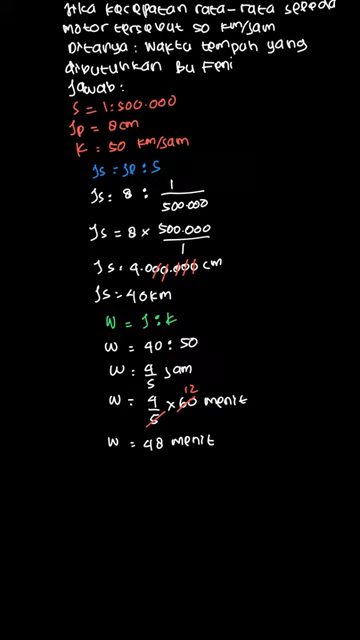 Jika kecepatan rata-rata sepeda
motor tersebut 50 km/jam
Ditanya : Waktu tempuh yang
dibutuhkan Bu Feni
Jawab :
S = 1 : 500.000
Jp = 8 cm
K = 50 km/jam
Js = Jp : S
Js = 8 : 1/500.000
Js = 8 × 500.000/1
Js = 4.000.000 cm
Js = 40 km
W = J : K
W = 40 : 50
W = 4/5 jam
W = 4/5 × 60 12 menit
W = 48 menit